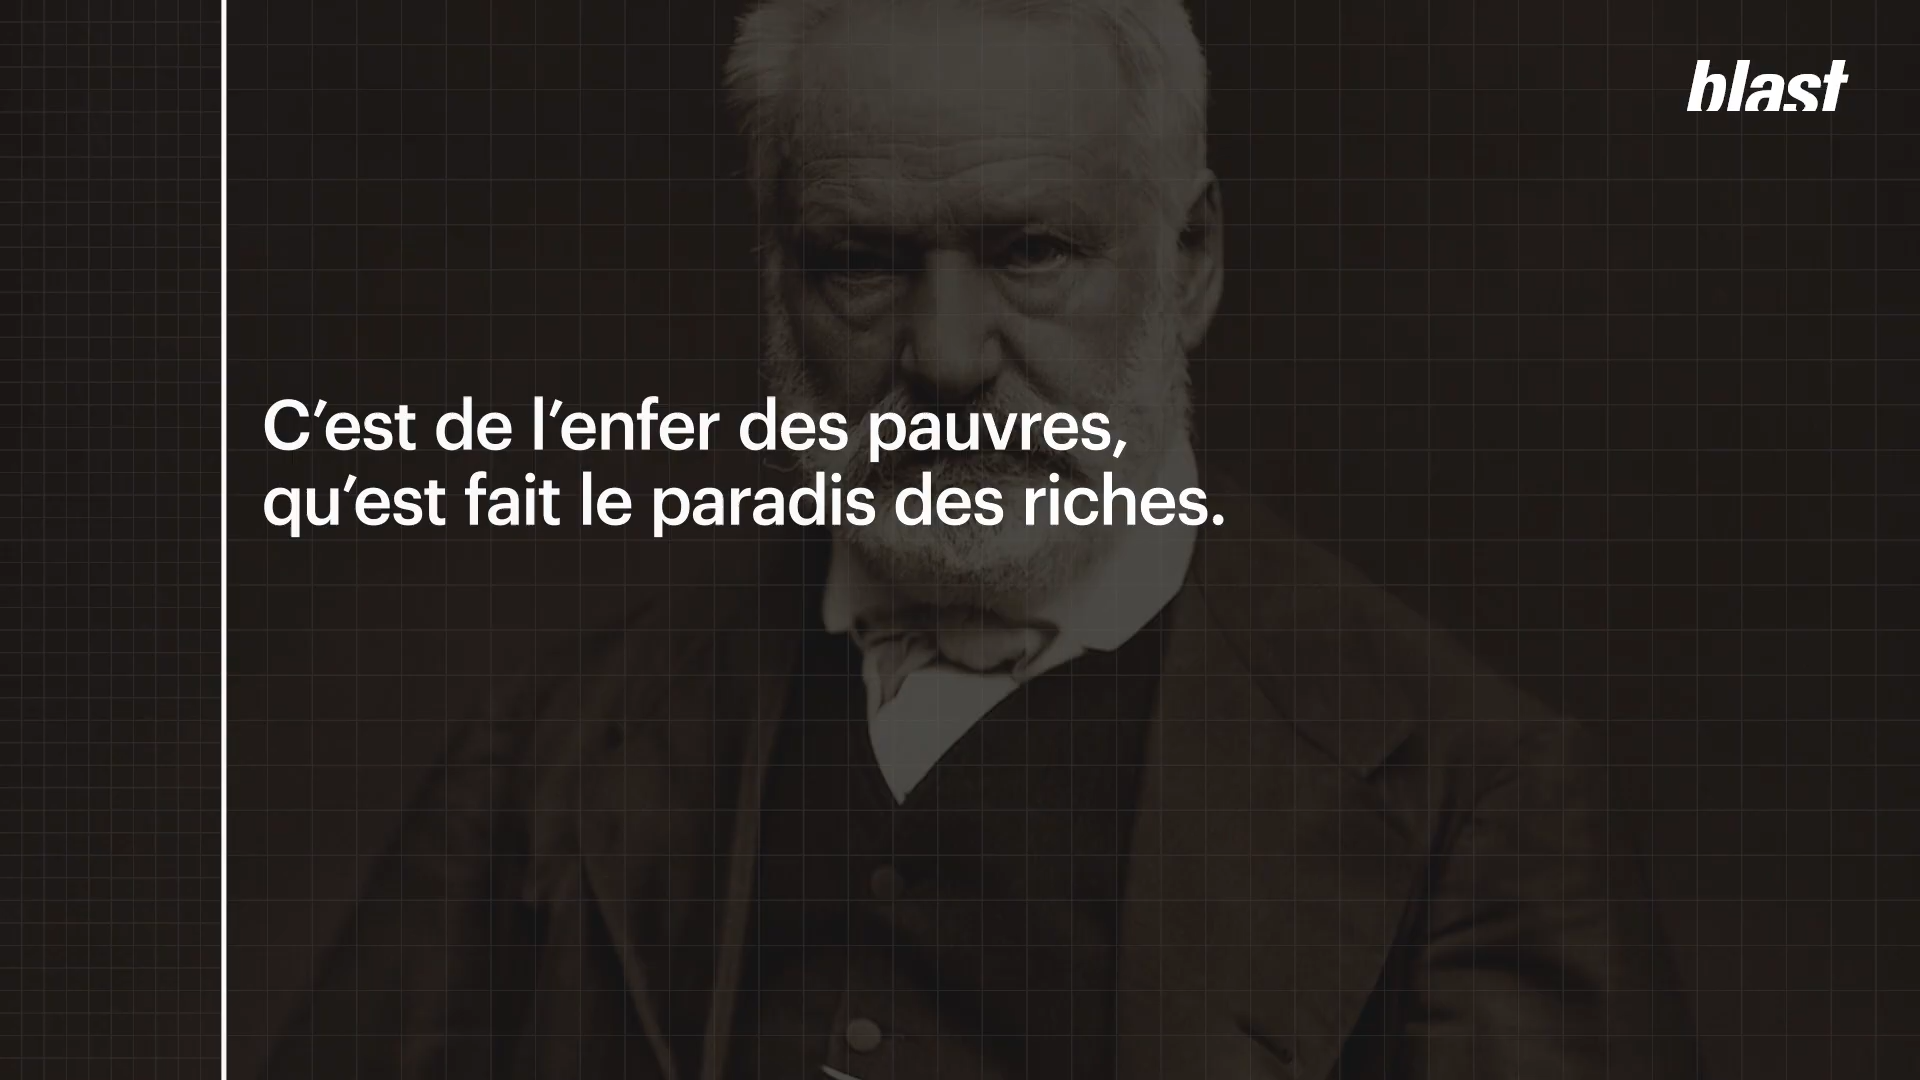 blast
C’est de l’enfer des pauvres,
qu’est fait le paradis des riches.